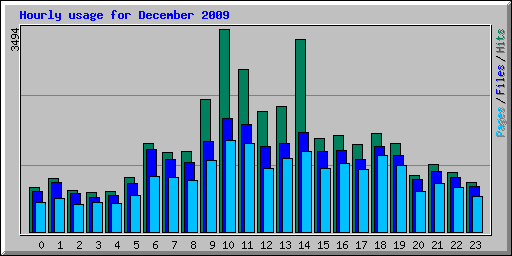 Hourly usage for December 2009
3494
Pages / Files / Hits
0 1 2 3 4 5 6 7 8 9 10 11 12 13 14 15 16 17 18 19 20 21 22 23